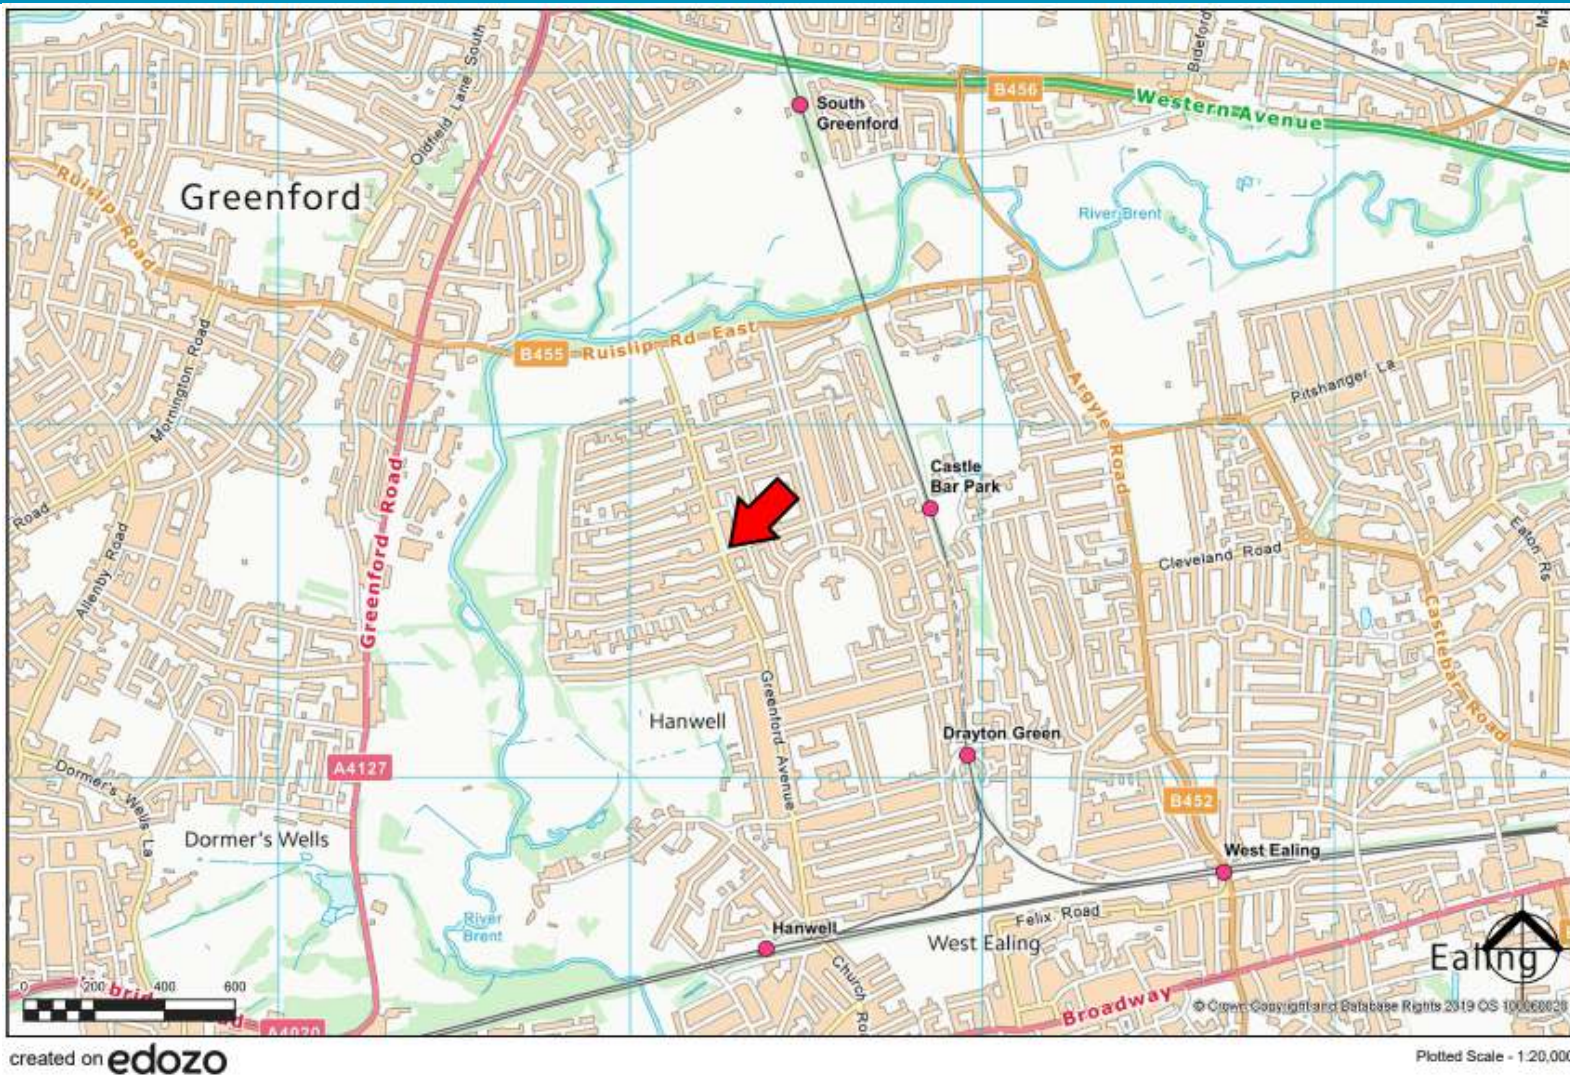 Bideford
B456
Western Avenue
South
Greenford
Oldfield Lane South
Greenford
Ruislip Road
River Brent
B455
Ruislip Rd East
Mornington Road
Argyle Road
Pitshanger La
Castle
Bar Park
Road
Allenby Road
Greenford Road
Cleveland Road
Eaton Rs
Castlebar Road
Greenford Avenue
Hanwell
Drayton Green
A4127
Dormer's Wells La
B452
Dormer's Wells
West Ealing
River
Brent
Hanwell
Felix Road
West Ealing
Church
Ealing
Broadway
0 200 400 600
A4020
© Crown Copyright and Database Rights 2019 OS
created on edozo
Plotted Scale - 1:20,000